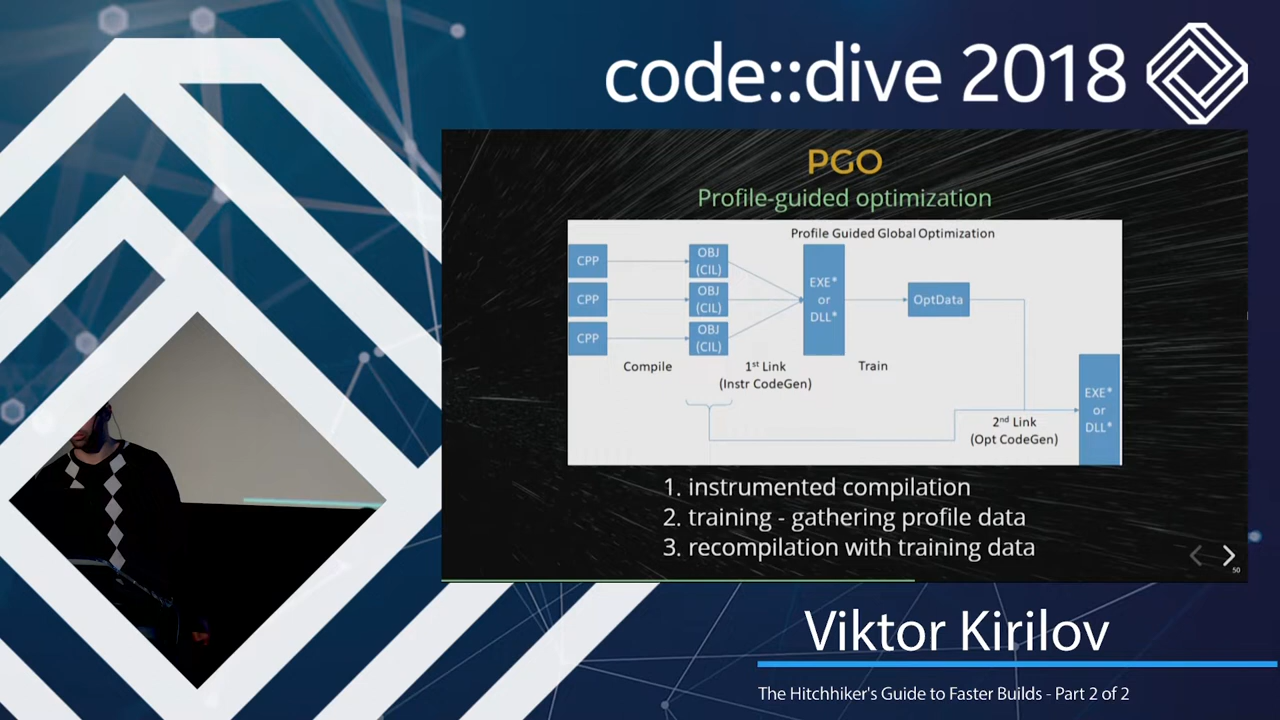 code::dive 2018
PGO
Profile-guided optimization
Profile Guided Global Optimization
CPP
OBJ
(CIL)
CPP
OBJ
(CIL)
CPP
OBJ
(CIL)
EXE*
or
DLL*
OptData
Compile
1st Link
(Instr CodeGen)
Train
2nd Link
(Opt CodeGen)
EXE*
or
DLL*
1. instrumented compilation
2. training - gathering profile data
3. recompilation with training data
50
Viktor Kirilov
The Hitchhiker's Guide to Faster Builds - Part 2 of 2